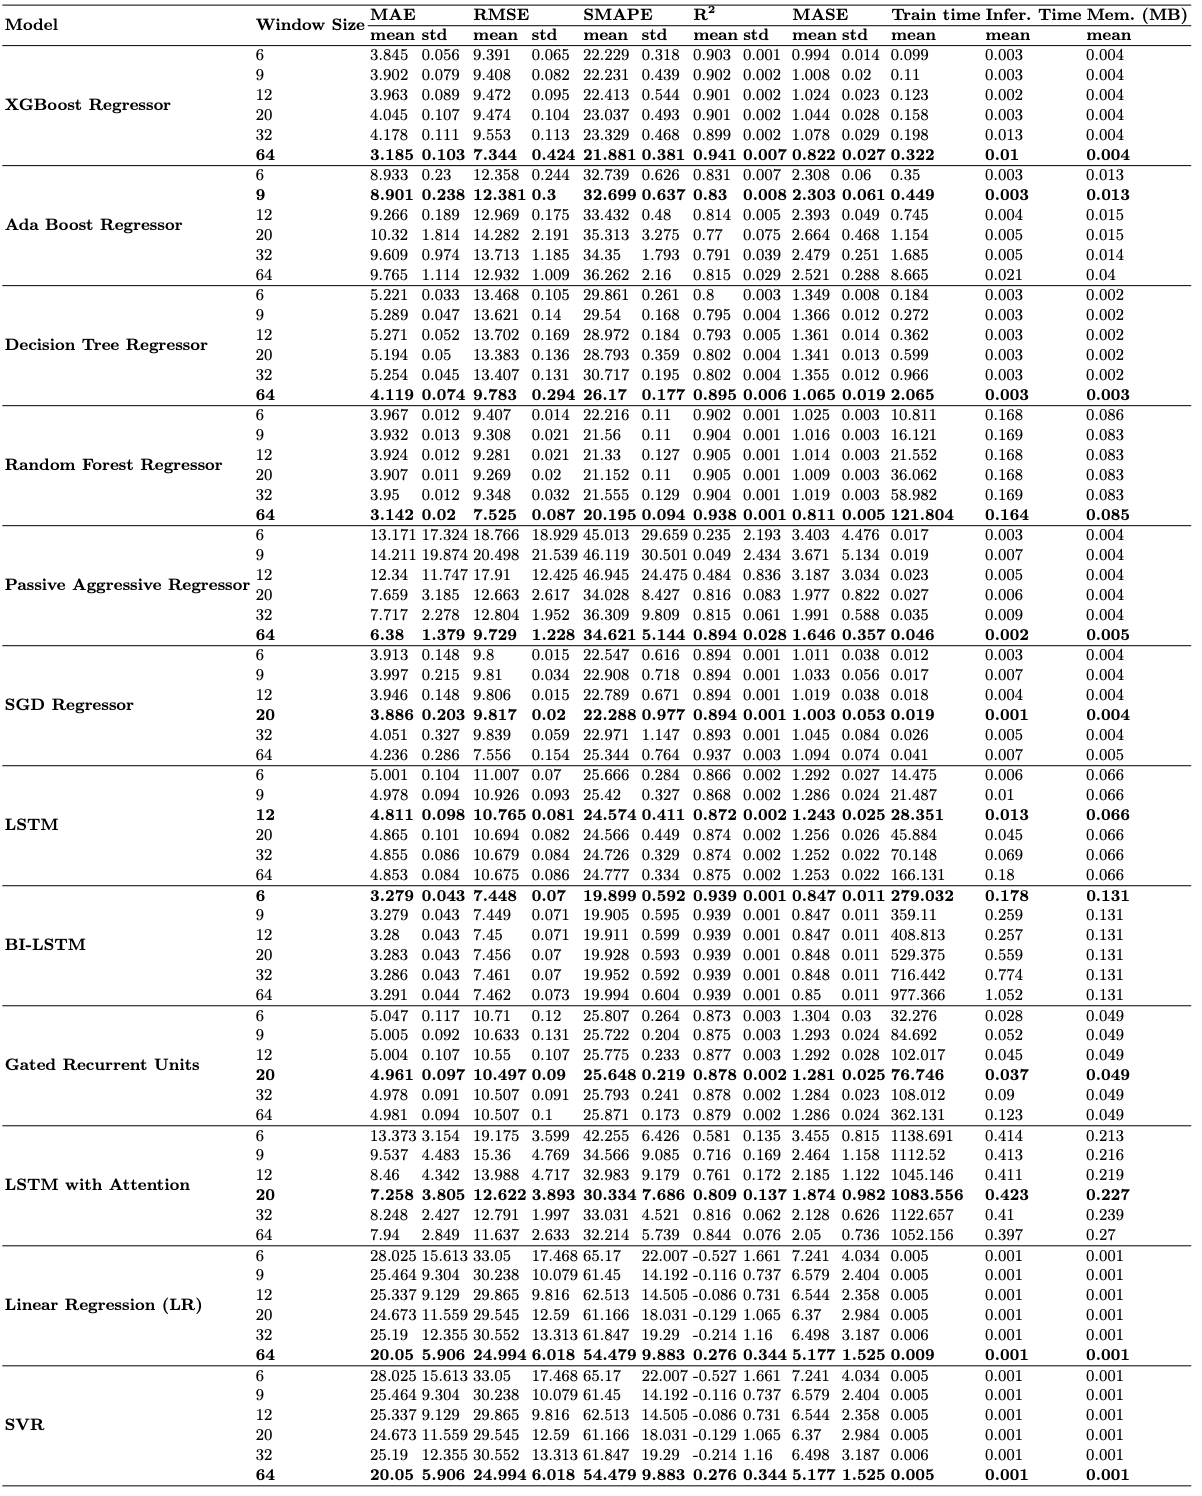 Model Window Size MAE RMSE SMAPE R² MASE Train time Infer. Time Mem. (MB)
mean std mean std mean std mean std mean std mean mean mean
XGBoost Regressor
6 3.845 0.056 9.391 0.065 22.229 0.318 0.903 0.001 0.994 0.014 0.099 0.003 0.004
9 3.902 0.079 9.408 0.082 22.231 0.439 0.902 0.002 1.008 0.02 0.11 0.003 0.004
12 3.963 0.089 9.472 0.095 22.413 0.544 0.901 0.002 1.024 0.023 0.123 0.002 0.004
20 4.045 0.107 9.474 0.104 23.037 0.493 0.901 0.002 1.044 0.028 0.158 0.003 0.004
32 4.178 0.111 9.553 0.113 23.329 0.468 0.899 0.002 1.078 0.029 0.198 0.013 0.004
64 3.185 0.103 7.344 0.424 21.881 0.381 0.941 0.007 0.822 0.027 0.322 0.01 0.004
Ada Boost Regressor
6 8.933 0.23 12.358 0.244 32.739 0.626 0.831 0.007 2.308 0.06 0.35 0.003 0.013
9 8.901 0.238 12.381 0.3 32.699 0.637 0.83 0.008 2.303 0.061 0.449 0.003 0.013
12 9.266 0.189 12.969 0.175 33.432 0.48 0.814 0.005 2.393 0.049 0.745 0.004 0.015
20 10.32 1.814 14.282 2.191 35.313 3.275 0.77 0.075 2.664 0.468 1.154 0.005 0.015
32 9.609 0.974 13.713 1.185 34.35 1.793 0.791 0.039 2.479 0.251 1.685 0.005 0.014
64 9.765 1.114 12.932 1.009 36.262 2.16 0.815 0.029 2.521 0.288 8.665 0.021 0.04
Decision Tree Regressor
6 5.221 0.033 13.468 0.105 29.861 0.261 0.8 0.003 1.349 0.008 0.184 0.003 0.002
9 5.289 0.047 13.621 0.14 29.54 0.168 0.795 0.004 1.366 0.012 0.272 0.003 0.002
12 5.271 0.052 13.702 0.169 28.972 0.184 0.793 0.005 1.361 0.014 0.362 0.003 0.002
20 5.194 0.05 13.383 0.136 28.793 0.359 0.802 0.004 1.341 0.013 0.599 0.003 0.002
32 5.254 0.045 13.407 0.131 30.717 0.195 0.802 0.004 1.355 0.012 0.966 0.003 0.002
64 4.119 0.074 9.783 0.294 26.17 0.177 0.895 0.006 1.065 0.019 2.065 0.003 0.003
Random Forest Regressor
6 3.967 0.012 9.407 0.014 22.216 0.11 0.902 0.001 1.025 0.003 10.811 0.168 0.086
9 3.932 0.013 9.308 0.021 21.56 0.11 0.904 0.001 1.016 0.003 16.121 0.169 0.083
12 3.924 0.012 9.281 0.021 21.33 0.127 0.905 0.001 1.014 0.003 21.552 0.168 0.083
20 3.907 0.011 9.269 0.02 21.152 0.11 0.905 0.001 1.009 0.003 36.062 0.168 0.083
32 3.95 0.012 9.348 0.032 21.555 0.129 0.904 0.001 1.019 0.003 58.982 0.169 0.083
64 3.142 0.02 7.525 0.087 20.195 0.094 0.938 0.001 0.811 0.005 121.804 0.164 0.085
Passive Aggressive Regressor
6 13.171 17.324 18.766 18.929 45.013 29.659 0.235 2.193 3.403 4.476 0.017 0.003 0.004
9 14.211 19.874 20.498 21.539 46.119 30.501 0.049 2.434 3.671 5.134 0.019 0.007 0.004
12 12.34 11.747 17.91 12.425 46.945 24.475 0.484 0.836 3.187 3.034 0.023 0.005 0.004
20 7.659 3.185 12.663 2.617 34.028 8.427 0.816 0.083 1.977 0.822 0.027 0.006 0.004
32 7.717 2.278 12.804 1.952 36.309 9.809 0.815 0.061 1.991 0.588 0.035 0.009 0.004
64 6.38 1.379 9.729 1.228 34.621 5.144 0.894 0.028 1.646 0.357 0.046 0.002 0.005
SGD Regressor
6 3.913 0.148 9.8 0.015 22.547 0.616 0.894 0.001 1.011 0.038 0.012 0.003 0.004
9 3.997 0.215 9.81 0.034 22.908 0.718 0.894 0.001 1.033 0.056 0.017 0.007 0.004
12 3.946 0.148 9.806 0.015 22.789 0.671 0.894 0.001 1.019 0.038 0.018 0.004 0.004
20 3.886 0.203 9.817 0.02 22.288 0.977 0.894 0.001 1.003 0.053 0.019 0.001 0.004
32 4.051 0.327 9.839 0.059 22.971 1.147 0.893 0.001 1.045 0.084 0.026 0.005 0.004
64 4.236 0.286 7.556 0.154 25.344 0.764 0.937 0.003 1.094 0.074 0.041 0.007 0.005
LSTM
6 5.001 0.104 11.007 0.07 25.666 0.284 0.866 0.002 1.292 0.027 14.475 0.006 0.066
9 4.978 0.094 10.926 0.093 25.42 0.327 0.868 0.002 1.286 0.024 21.487 0.01 0.066
12 4.811 0.098 10.765 0.081 24.574 0.411 0.872 0.002 1.243 0.025 28.351 0.013 0.066
20 4.865 0.101 10.694 0.082 24.566 0.449 0.874 0.002 1.256 0.026 45.884 0.045 0.066
32 4.855 0.086 10.679 0.084 24.726 0.329 0.874 0.002 1.252 0.022 70.148 0.069 0.066
64 4.853 0.084 10.675 0.086 24.777 0.334 0.875 0.002 1.253 0.022 166.131 0.18 0.066
BI-LSTM
6 3.279 0.043 7.448 0.07 19.899 0.592 0.939 0.001 0.847 0.011 279.032 0.178 0.131
9 3.279 0.043 7.449 0.071 19.905 0.595 0.939 0.001 0.847 0.011 359.11 0.259 0.131
12 3.28 0.043 7.45 0.071 19.911 0.599 0.939 0.001 0.847 0.011 408.813 0.257 0.131
20 3.283 0.043 7.456 0.07 19.928 0.593 0.939 0.001 0.848 0.011 529.375 0.559 0.131
32 3.286 0.043 7.461 0.07 19.952 0.592 0.939 0.001 0.848 0.011 716.442 0.774 0.131
64 3.291 0.044 7.462 0.073 19.994 0.604 0.939 0.001 0.85 0.011 977.366 1.052 0.131
Gated Recurrent Units
6 5.047 0.117 10.71 0.12 25.807 0.264 0.873 0.003 1.304 0.03 32.276 0.028 0.049
9 5.005 0.092 10.633 0.131 25.722 0.204 0.875 0.003 1.293 0.024 84.692 0.052 0.049
12 5.004 0.107 10.55 0.107 25.775 0.233 0.877 0.003 1.292 0.028 102.017 0.045 0.049
20 4.961 0.097 10.497 0.09 25.648 0.219 0.878 0.002 1.281 0.025 76.746 0.037 0.049
32 4.978 0.091 10.507 0.091 25.793 0.241 0.878 0.002 1.284 0.023 108.012 0.09 0.049
64 4.981 0.094 10.507 0.1 25.871 0.173 0.879 0.002 1.286 0.024 362.131 0.123 0.049
LSTM with Attention
6 13.373 3.154 19.175 3.599 42.255 6.426 0.581 0.135 3.455 0.815 1138.691 0.414 0.213
9 9.537 4.483 15.36 4.769 34.566 9.085 0.716 0.169 2.464 1.158 1112.52 0.413 0.216
12 8.46 4.342 13.988 4.717 32.983 9.179 0.761 0.172 2.185 1.122 1045.146 0.411 0.219
20 7.258 3.805 12.622 3.893 30.334 7.686 0.809 0.137 1.874 0.982 1083.556 0.423 0.227
32 8.248 2.427 12.791 1.997 33.031 4.521 0.816 0.062 2.128 0.626 1122.657 0.41 0.239
64 7.94 2.849 11.637 2.633 32.214 5.739 0.844 0.076 2.05 0.736 1052.156 0.397 0.27
Linear Regression (LR)
6 28.025 15.613 33.05 17.468 65.17 22.007 -0.527 1.661 7.241 4.034 0.005 0.001 0.001
9 25.464 9.304 30.238 10.079 61.45 14.192 -0.116 0.737 6.579 2.404 0.005 0.001 0.001
12 25.337 9.129 29.865 9.816 62.513 14.505 -0.086 0.731 6.544 2.358 0.005 0.001 0.001
20 24.673 11.559 29.545 12.59 61.166 18.031 -0.129 1.065 6.37 2.984 0.005 0.001 0.001
32 25.19 12.355 30.552 13.313 61.847 19.29 -0.214 1.16 6.498 3.187 0.006 0.001 0.001
64 20.05 5.906 24.994 6.018 54.479 9.883 0.276 0.344 5.177 1.525 0.009 0.001 0.001
SVR
6 28.025 15.613 33.05 17.468 65.17 22.007 -0.527 1.661 7.241 4.034 0.005 0.001 0.001
9 25.464 9.304 30.238 10.079 61.45 14.192 -0.116 0.737 6.579 2.404 0.005 0.001 0.001
12 25.337 9.129 29.865 9.816 62.513 14.505 -0.086 0.731 6.544 2.358 0.005 0.001 0.001
20 24.673 11.559 29.545 12.59 61.166 18.031 -0.129 1.065 6.37 2.984 0.005 0.001 0.001
32 25.19 12.355 30.552 13.313 61.847 19.29 -0.214 1.16 6.498 3.187 0.006 0.001 0.001
64 20.05 5.906 24.994 6.018 54.479 9.883 0.276 0.344 5.177 1.525 0.005 0.001 0.001